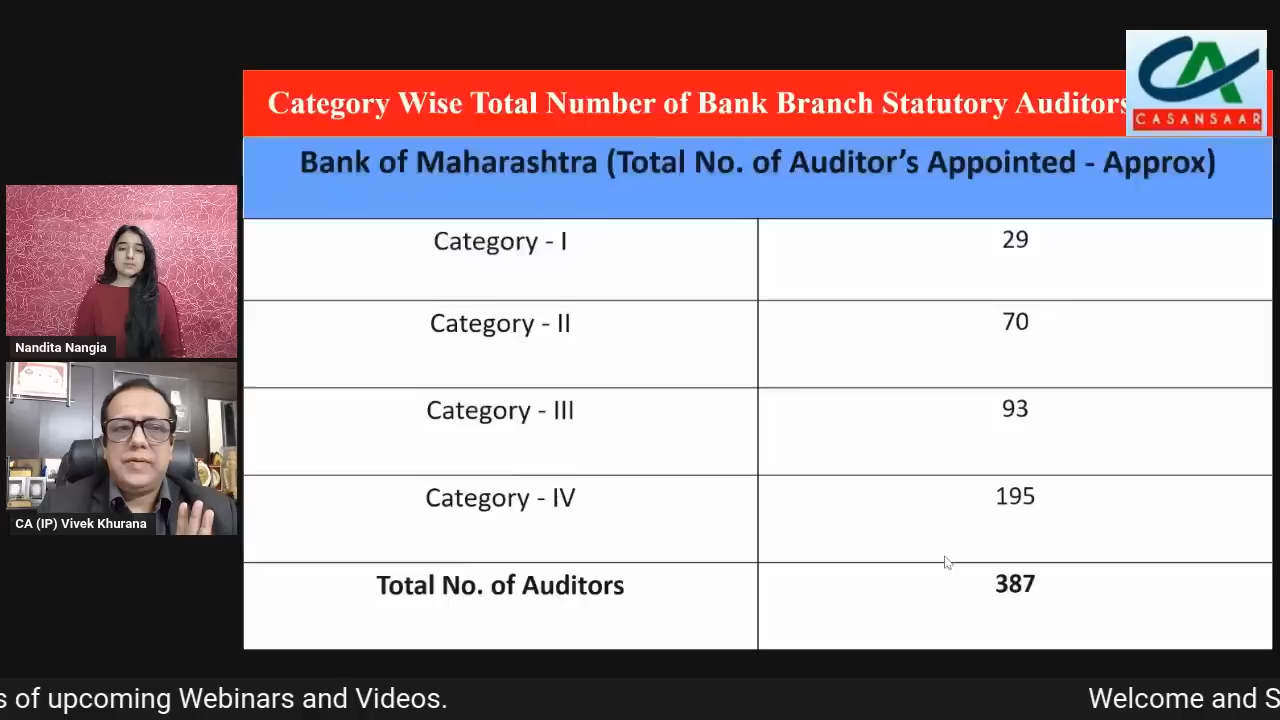 Category Wise Total Number of Bank Branch Statutory Auditors
CASANSAAR
Bank of Maharashtra (Total No. of Auditor's Appointed - Approx)
Category - I 29
Category - II 70
Category - III 93
Category - IV 195
Total No. of Auditors 387
Nandita Nangia
CA (IP) Vivek Khurana
s of upcoming Webinars and Videos. Welcome and S